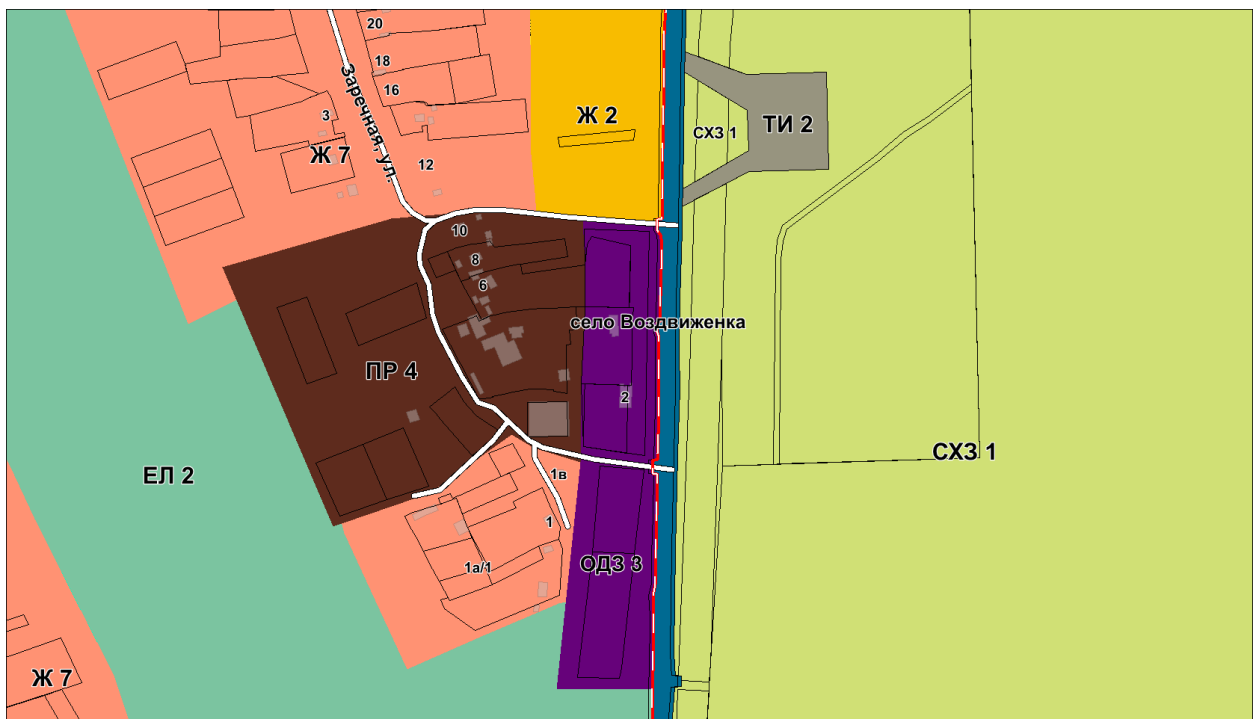 20
18
16
Заречная, ул.
3
Ж 7
12
Ж 2
СХЗ 1
ТИ 2
10
8
6
село Воздвиженка
ПР 4
2
СХЗ 1
ЕЛ 2
1в
1
1а/1
ОДЗ 3
Ж 7